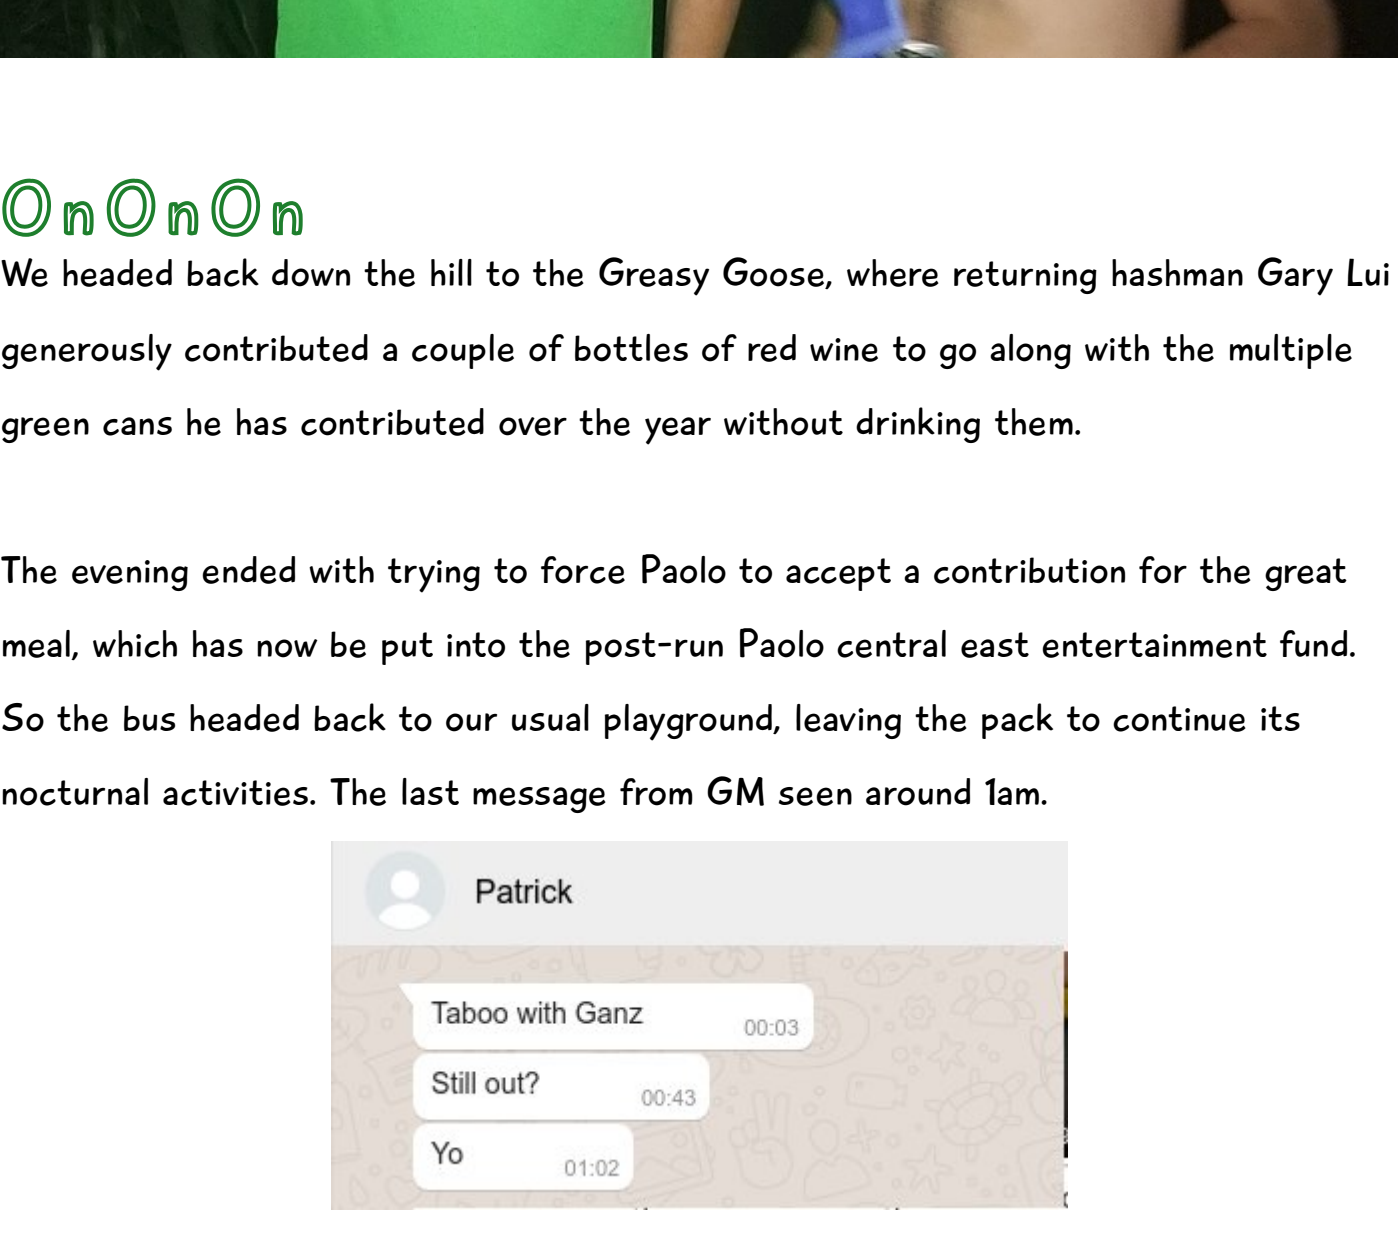 OnOnOn
We headed back down the hill to the Greasy Goose, where returning hashman Gary Lui
generously contributed a couple of bottles of red wine to go along with the multiple
green cans he has contributed over the year without drinking them.
The evening ended with trying to force Paolo to accept a contribution for the great
meal, which has now be put into the post-run Paolo central east entertainment fund.
So the bus headed back to our usual playground, leaving the pack to continue its
nocturnal activities. The last message from GM seen around 1am.
Patrick
Taboo with Ganz 00:03
Still out? 00:43
Yo 01:02